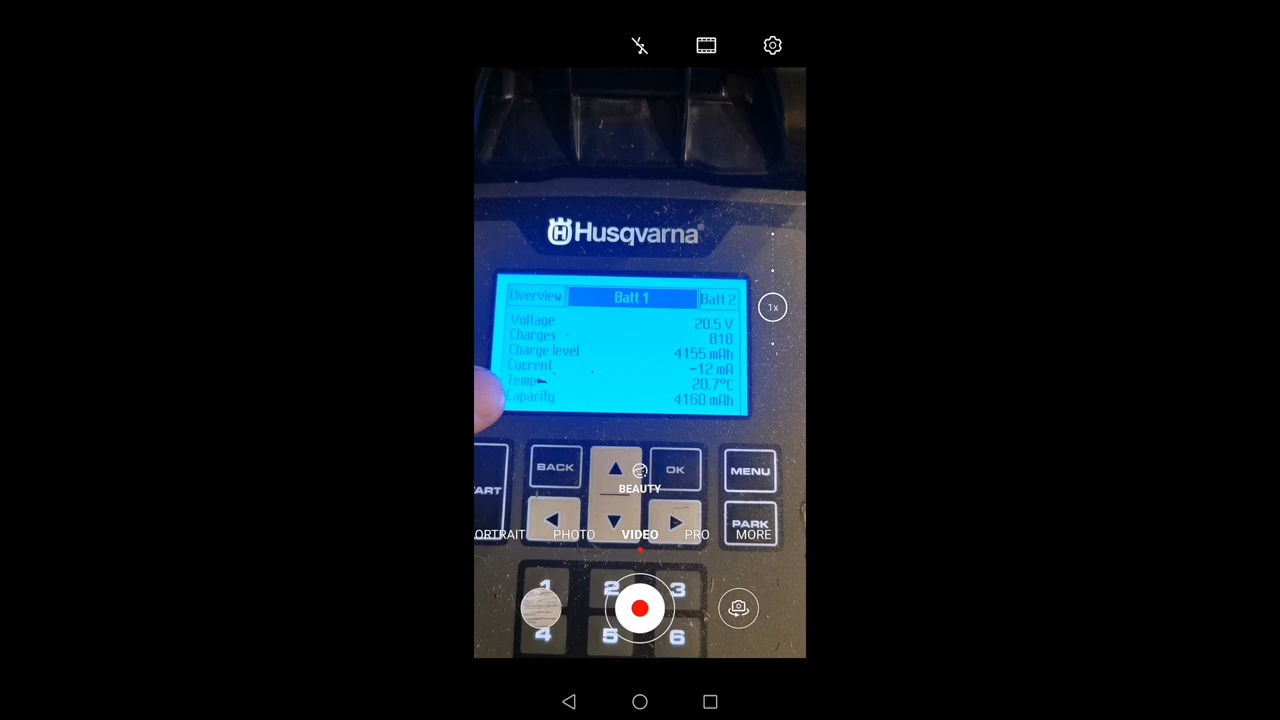 Husqvarna
Overview Batt 1 Batt 2
Voltage 20.5 V
Charges 818
Charge level 4155 mAh
Current -12 mA
Temp 20.7°C
Capacity 4160 mAh
1x
ART BACK OK MENU
BEAUTY
PARK
ORTRAIT PHOTO VIDEO PRO MORE
1 2 3
4 5 6